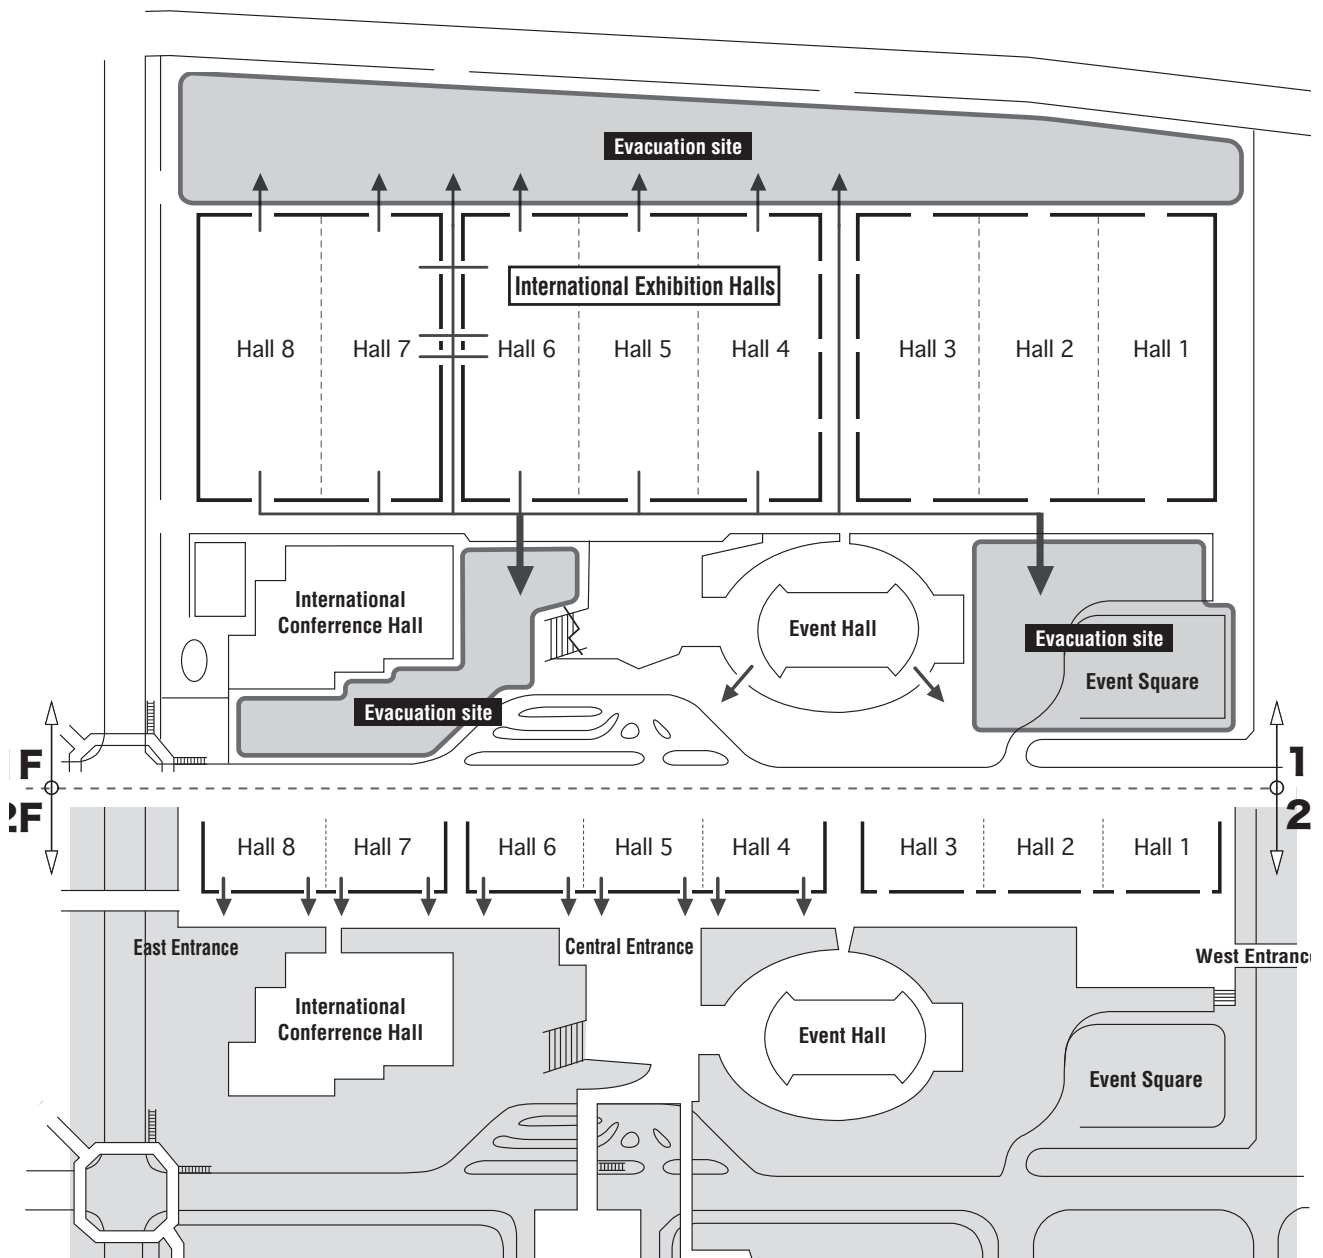 Evacuation site
International Exhibition Halls
Hall 8
Hall 7
Hall 6
Hall 5
Hall 4
Hall 3
Hall 2
Hall 1
International
Conferrence Hall
Event Hall
Evacuation site
Event Square
Evacuation site
F
1
2F
2
Hall 8
Hall 7
Hall 6
Hall 5
Hall 4
Hall 3
Hall 2
Hall 1
East Entrance
Central Entrance
West Entranc
International
Conferrence Hall
Event Hall
Event Square